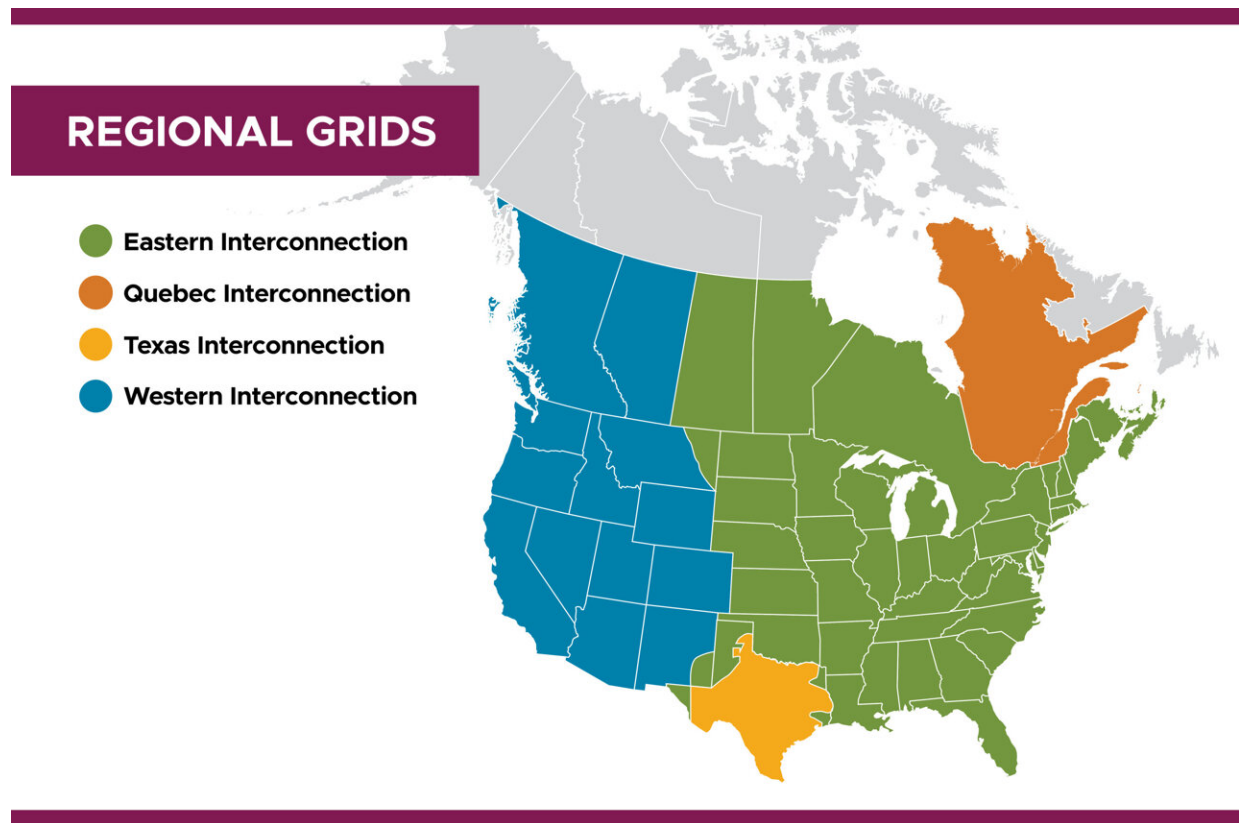 REGIONAL GRIDS
Eastern Interconnection
Quebec Interconnection
Texas Interconnection
Western Interconnection